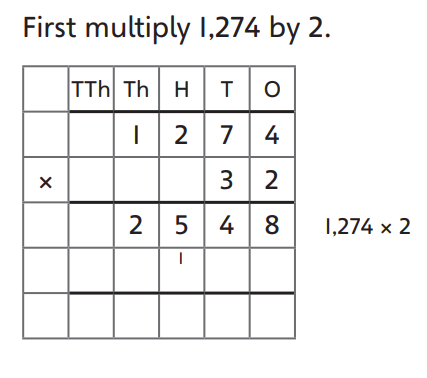 First multiply 1,274 by 2.
TTh Th H T O
1 2 7 4
× 3 2
2 5 4 8 1,274 × 2
1